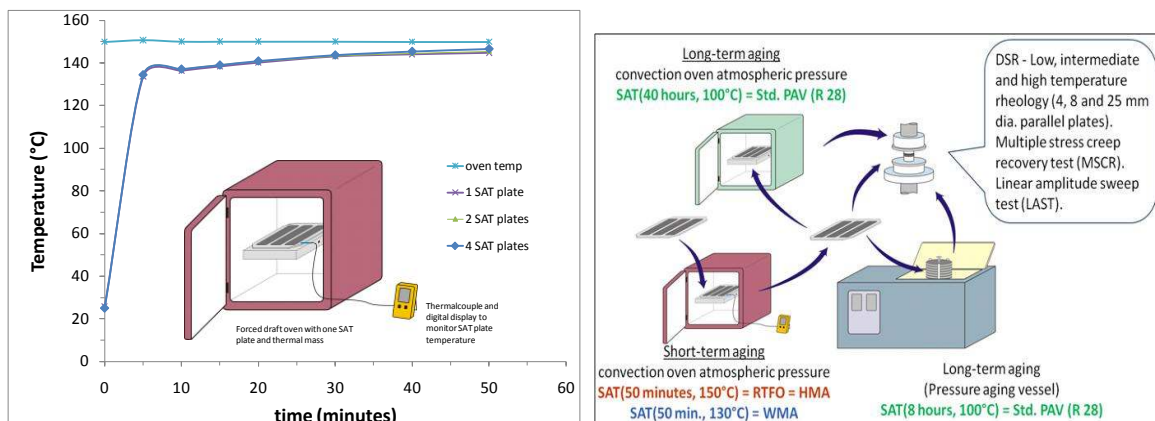 160
140
120
100
80
60
40
20
0
Temperature (°C)
0 10 20 30 40 50 60
time (minutes)
oven temp
1 SAT plate
2 SAT plates
4 SAT plates
Forced draft oven with one SAT
plate and thermal mass
Thermalcouple and
digital display to
monitor SAT plate
temperature
Long-term aging
convection oven atmospheric pressure
SAT(40 hours, 100°C) = Std. PAV (R 28)
DSR - Low, intermediate
and high temperature
rheology (4, 8 and 25 mm
dia. parallel plates).
Multiple stress creep
recovery test (MSCR).
Linear amplitude sweep
test (LAST).
Short-term aging
convection oven atmospheric pressure
SAT(50 minutes, 150°C) = RTFO = HMA
SAT(50 min., 130°C) = WMA
Long-term aging
(Pressure aging vessel)
SAT(8 hours, 100°C) = Std. PAV (R 28)